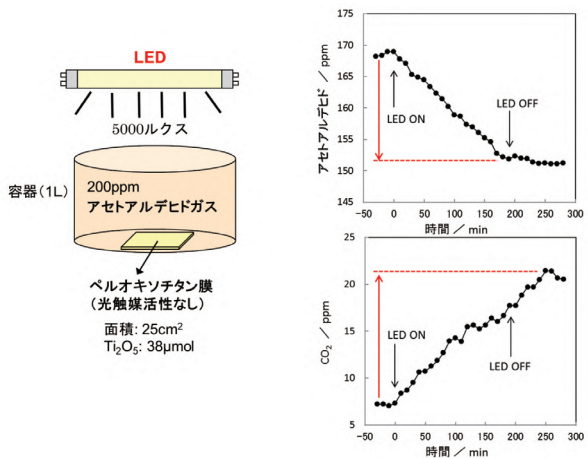 LED
5000ルクス
容器(1L)
200ppm
アセトアルデヒドガス
ペルオキソチタン膜
(光触媒活性なし)
面積: 25cm²
Ti₂O₅: 38μmol
アセトアルデヒド / ppm
175
170
165
160
155
150
145
LED ON
LED OFF
-50 0 50 100 150 200 250 300
時間 / min
CO₂ / ppm
25
20
15
10
5
LED ON
LED OFF
-50 0 50 100 150 200 250 300
時間 / min